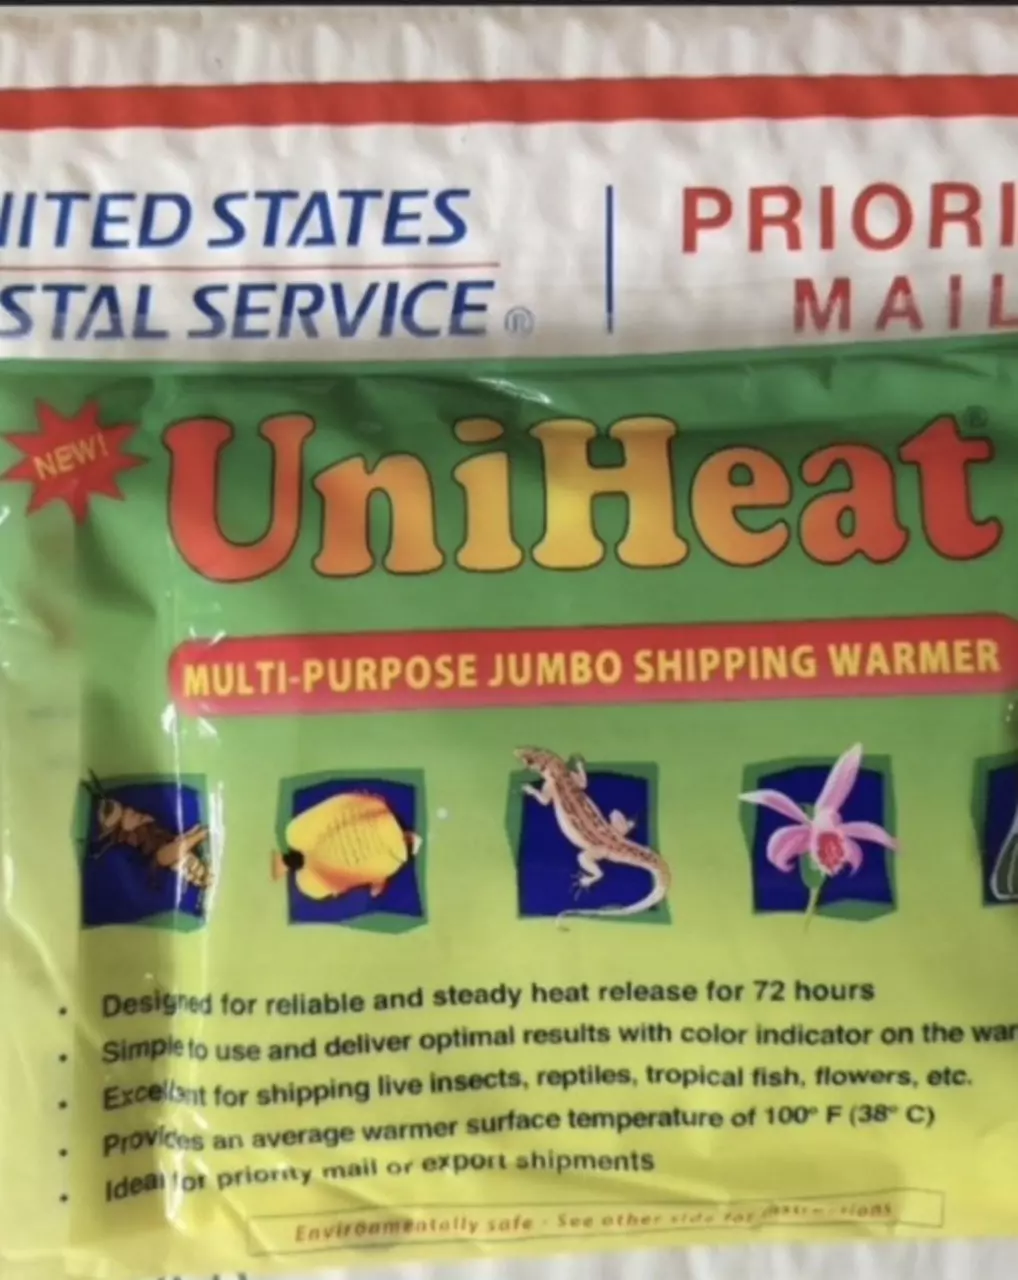 NITED STATES
STAL SERVICE ®
PRIORI
MAIL
NEW!
UniHeat®
MULTI-PURPOSE JUMBO SHIPPING WARMER
• Designed for reliable and steady heat release for 72 hours
• Simple to use and deliver optimal results with color indicator on the war
• Excellent for shipping live insects, reptiles, tropical fish, flowers, etc.
• Provides an average warmer surface temperature of 100° F (38° C)
• Ideal for priority mail or export shipments
Environmentally safe - See other side for instructions